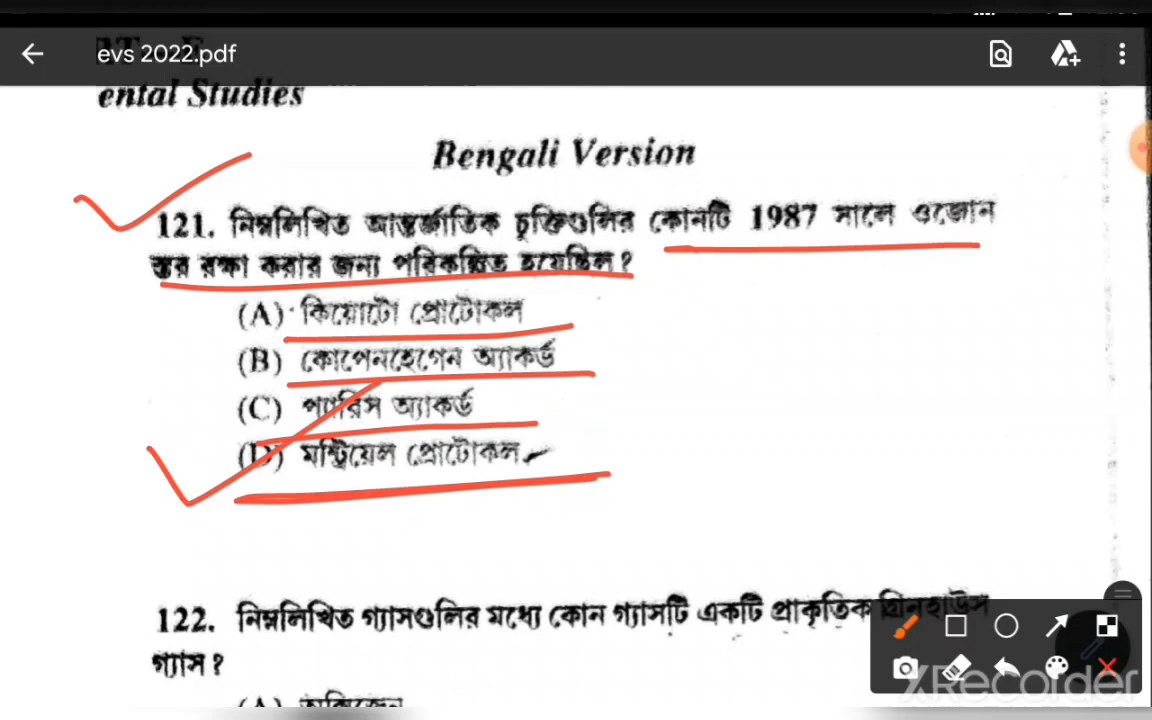 evs 2022.pdf
ental Studies
Bengali Version
121. নিম্নলিখিত আন্তর্জাতিক চুক্তিগুলির কোনটি 1987 সালে ওজোন
স্তর রক্ষা করার জন্য পরিকল্পিত হয়েছিল?
(A) কিয়োটো প্রোটোকল
(B) কোপেনহেগেন অ্যাকর্ড
(C) প্যারিস অ্যাকর্ড
(D) মন্ট্রিয়েল প্রোটোকল
122. নিম্নলিখিত গ্যাসগুলির মধ্যে কোন গ্যাসটি একটি প্রাকৃতিক গ্রিনহাউস
গ্যাস?
(A) অক্সিজেন
XRecorder